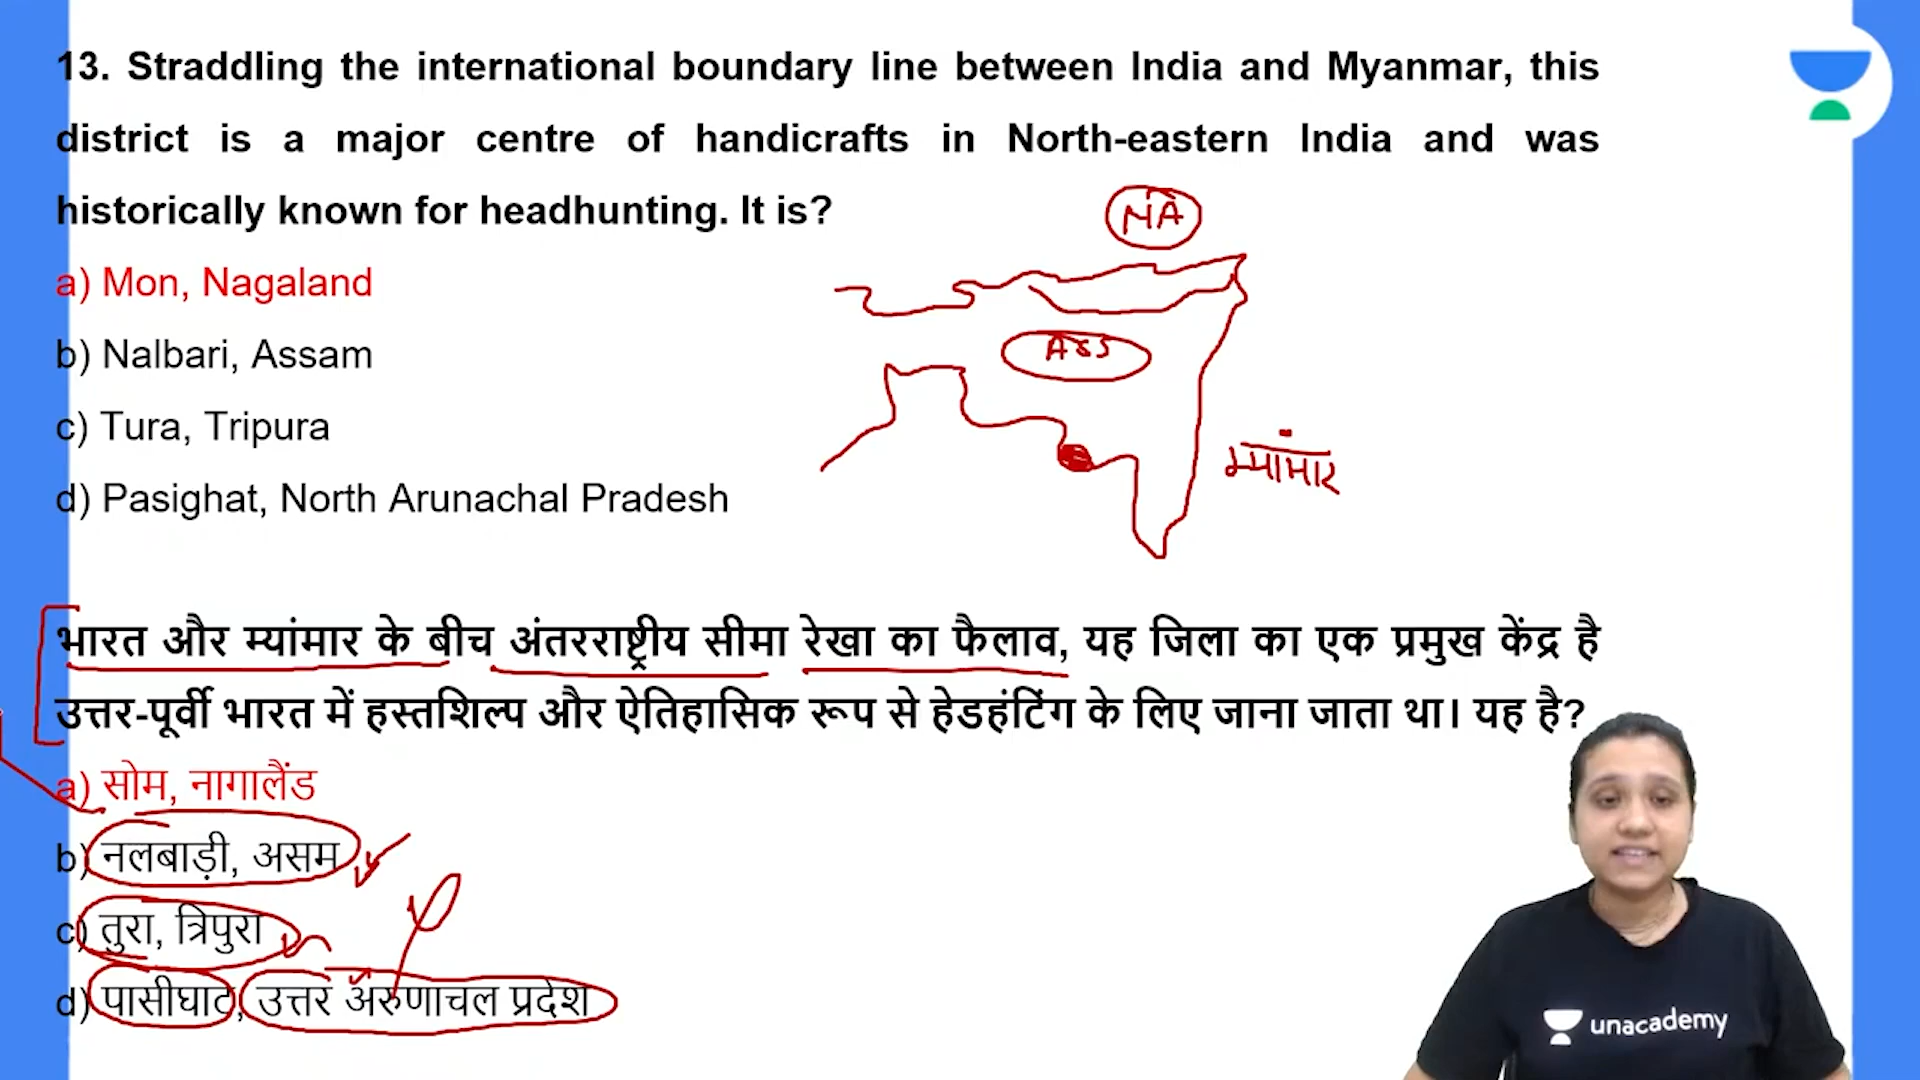 13. Straddling the international boundary line between India and Myanmar, this
district is a major centre of handicrafts in North-eastern India and was
historically known for headhunting. It is?
a) Mon, Nagaland
b) Nalbari, Assam
c) Tura, Tripura
d) Pasighat, North Arunachal Pradesh
NA
Ass
म्यांमार
भारत और म्यांमार के बीच अंतरराष्ट्रीय सीमा रेखा का फैलाव, यह जिला का एक प्रमुख केंद्र है
उत्तर-पूर्वी भारत में हस्तशिल्प और ऐतिहासिक रूप से हेडहंटिंग के लिए जाना जाता था। यह है?
a) सोम, नागालैंड
b) नलबाड़ी, असम
c) तुरा, त्रिपुरा
d) पासीघाट, उत्तर अरुणाचल प्रदेश
unacademy